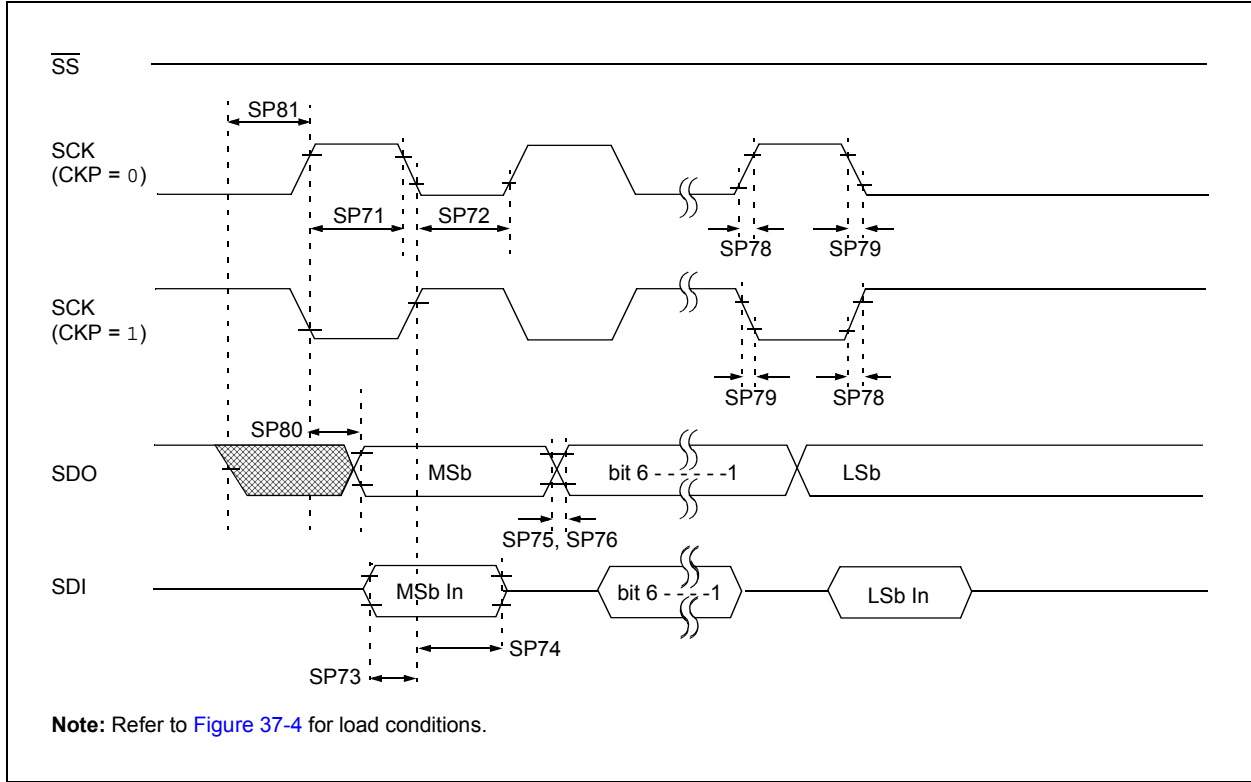 SS
SP81
SCK
(CKP = 0)
SP71
SP72
SP78
SP79
SCK
(CKP = 1)
SP79
SP78
SP80
SDO
MSb
bit 6 - - - - - -1
LSb
SP75, SP76
SDI
MSb In
bit 6 - - - -1
LSb In
SP74
SP73
Note: Refer to Figure 37-4 for load conditions.